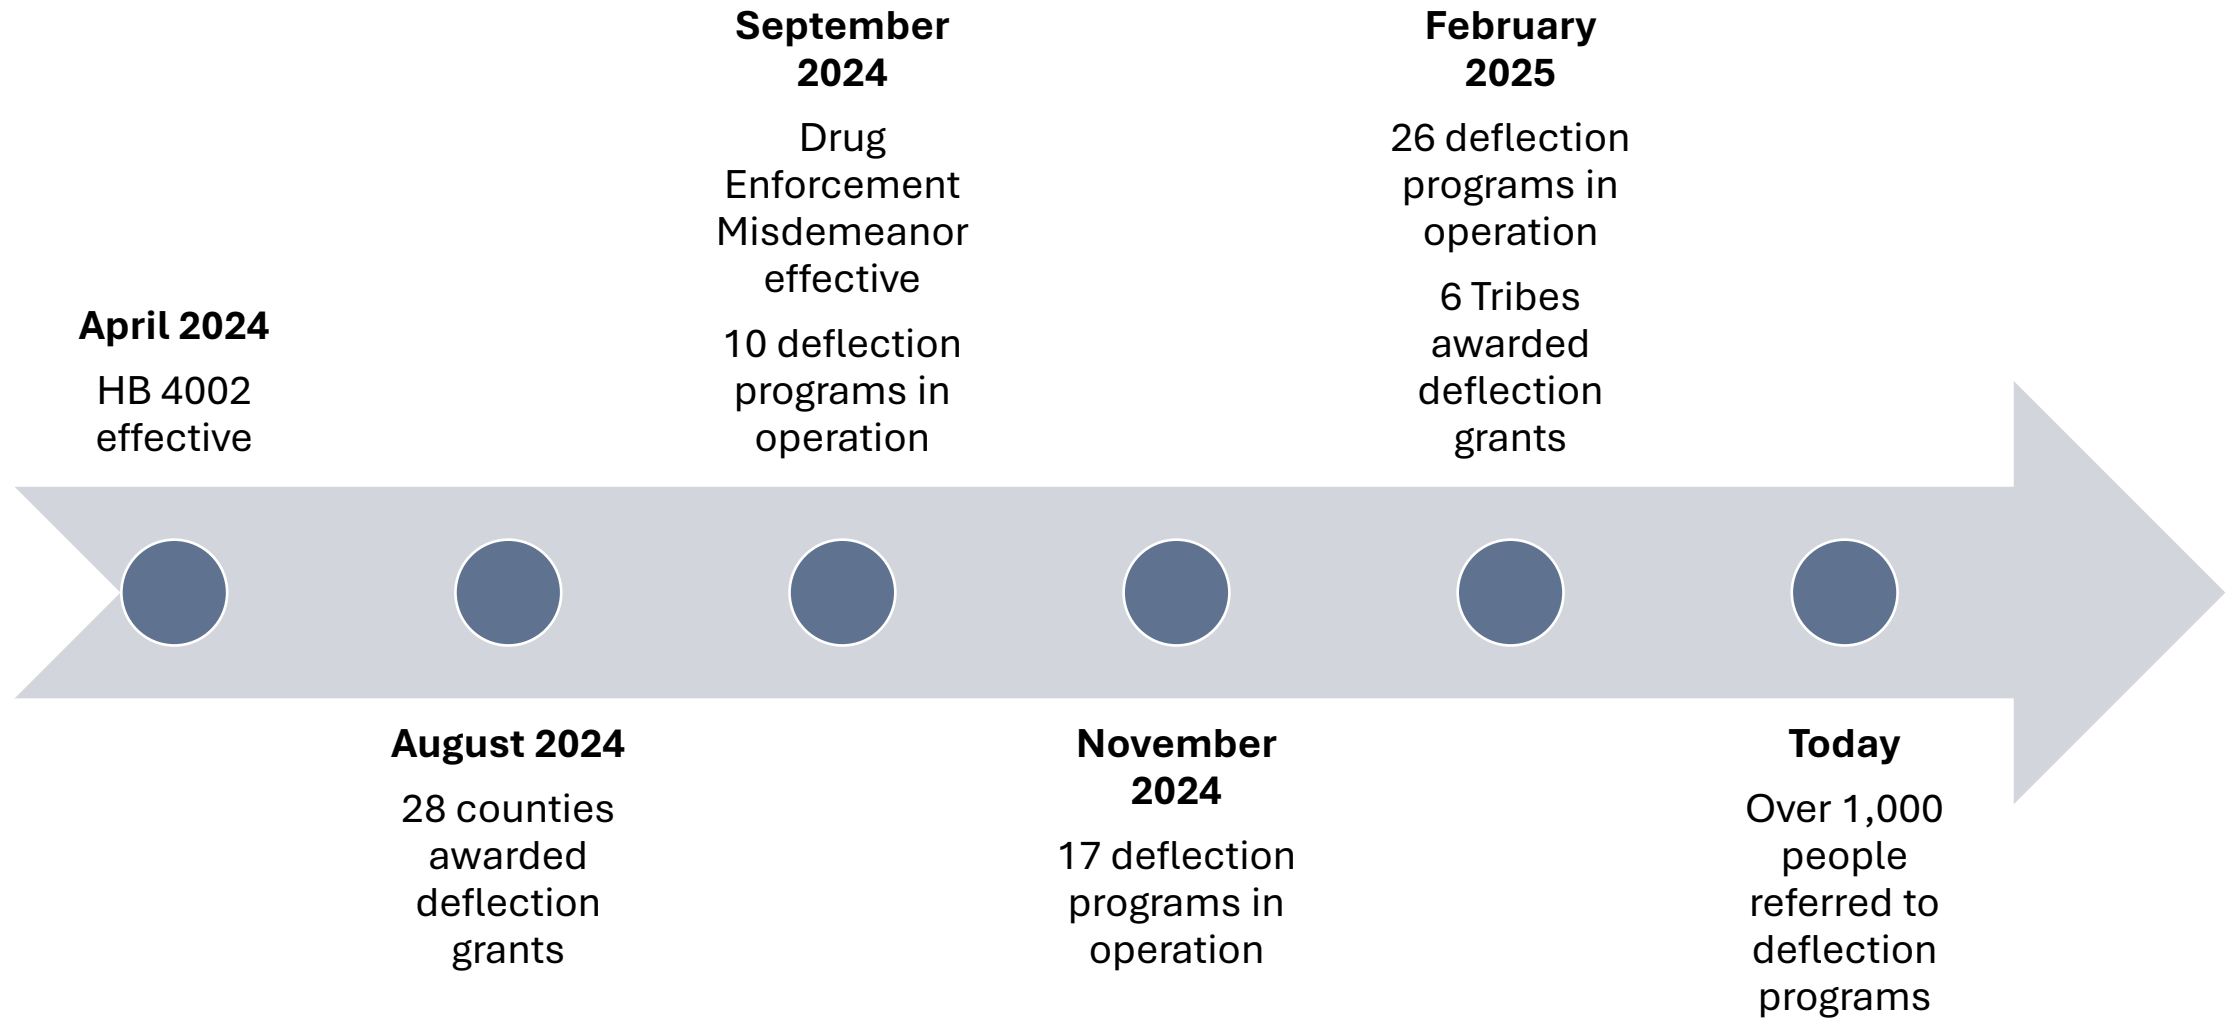 April 2024
HB 4002
effective
August 2024
28 counties
awarded
deflection
grants
September
2024
Drug
Enforcement
Misdemeanor
effective
10 deflection
programs in
operation
November
2024
17 deflection
programs in
operation
February
2025
26 deflection
programs in
operation
6 Tribes
awarded
deflection
grants
Today
Over 1,000
people
referred to
deflection
programs